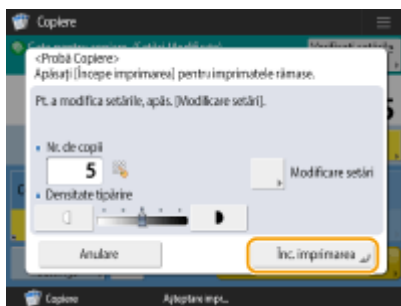 Copiere
<Probă Copiere>
Apăsați [Începe imprimarea] pentru imprimatele rămase.
Pt. a modifica setările, apăs. [Modificare setări].
Nr. de copii
5
Modificare setări
Densitate tipărire
Anulare
Înc. imprimarea
Copiere
Așteptare impr...